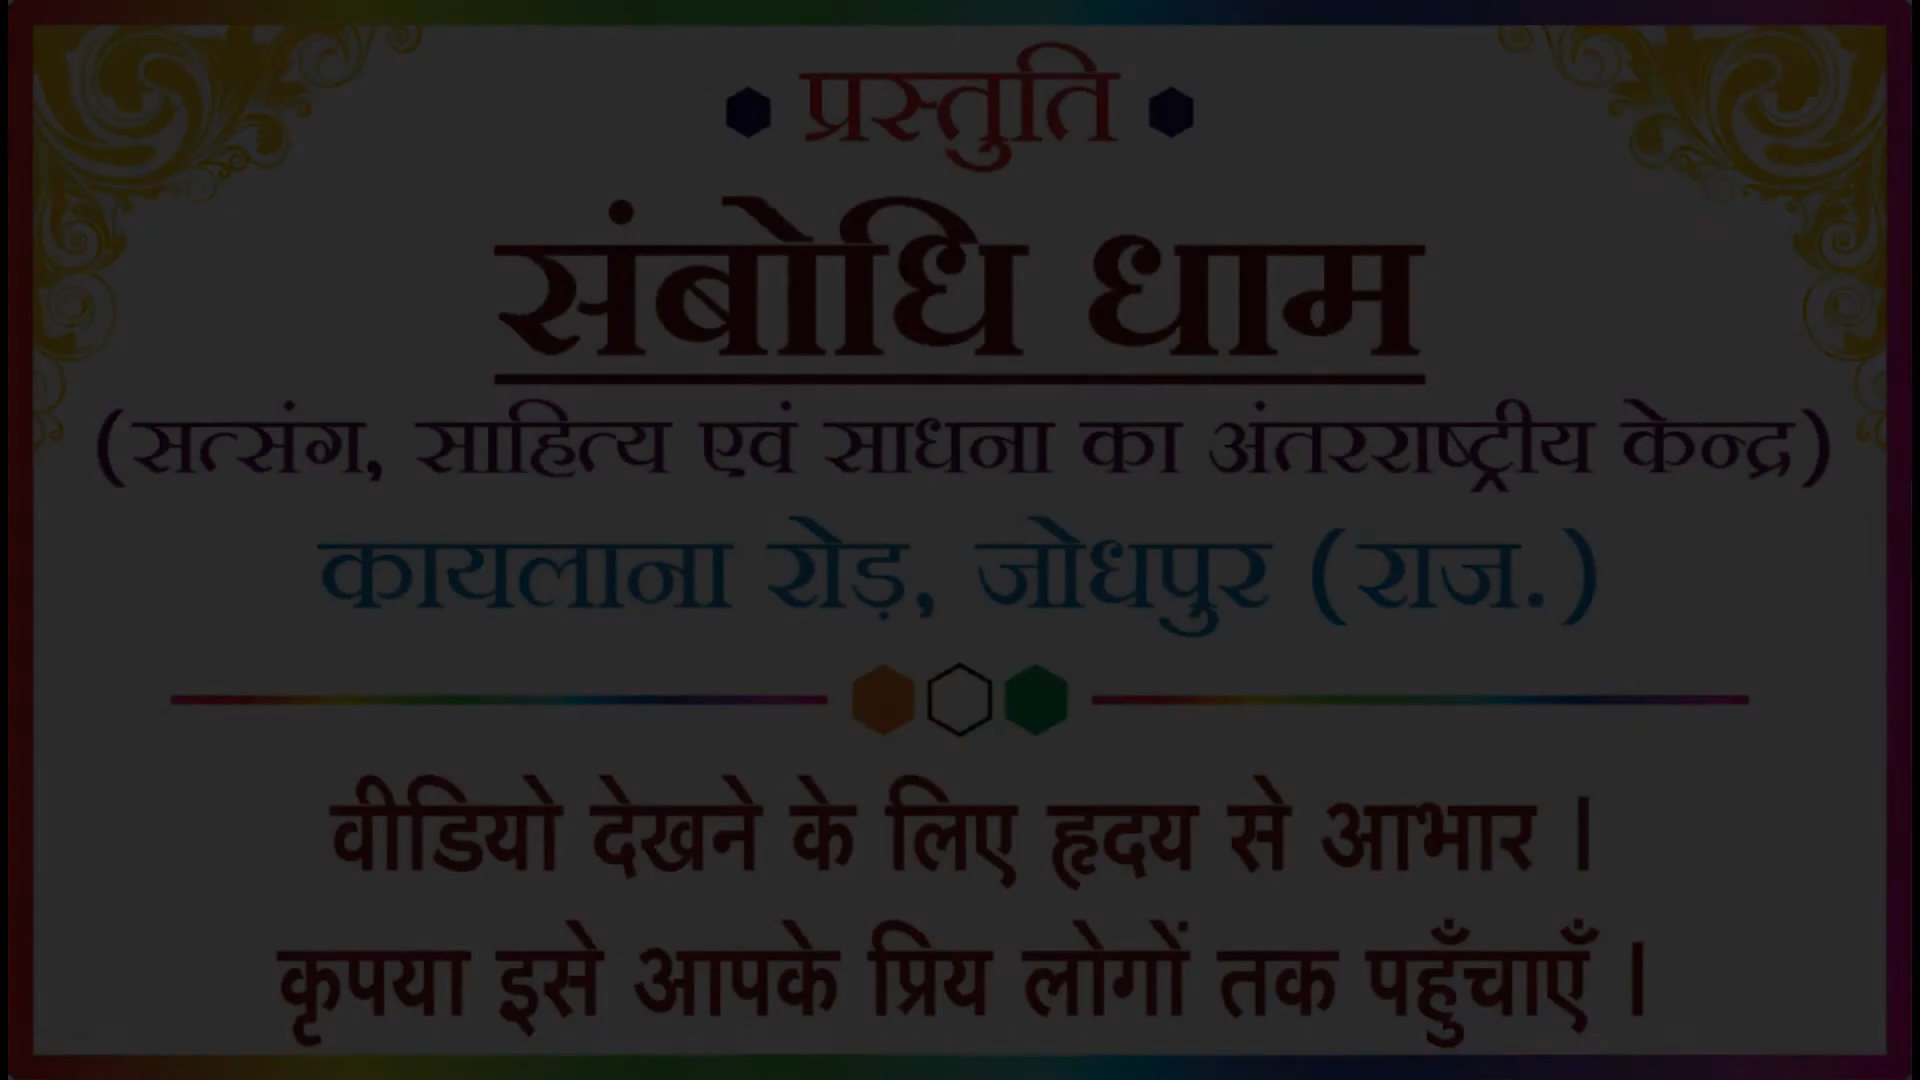 प्रस्तुति
संबोधि धाम
(सत्संग, साहित्य एवं साधना का अंतरराष्ट्रीय केन्द्र)
कायलाना रोड़, जोधपुर (राज.)
वीडियो देखने के लिए हृदय से आभार ।
कृपया इसे आपके प्रिय लोगों तक पहुँचाएँ ।